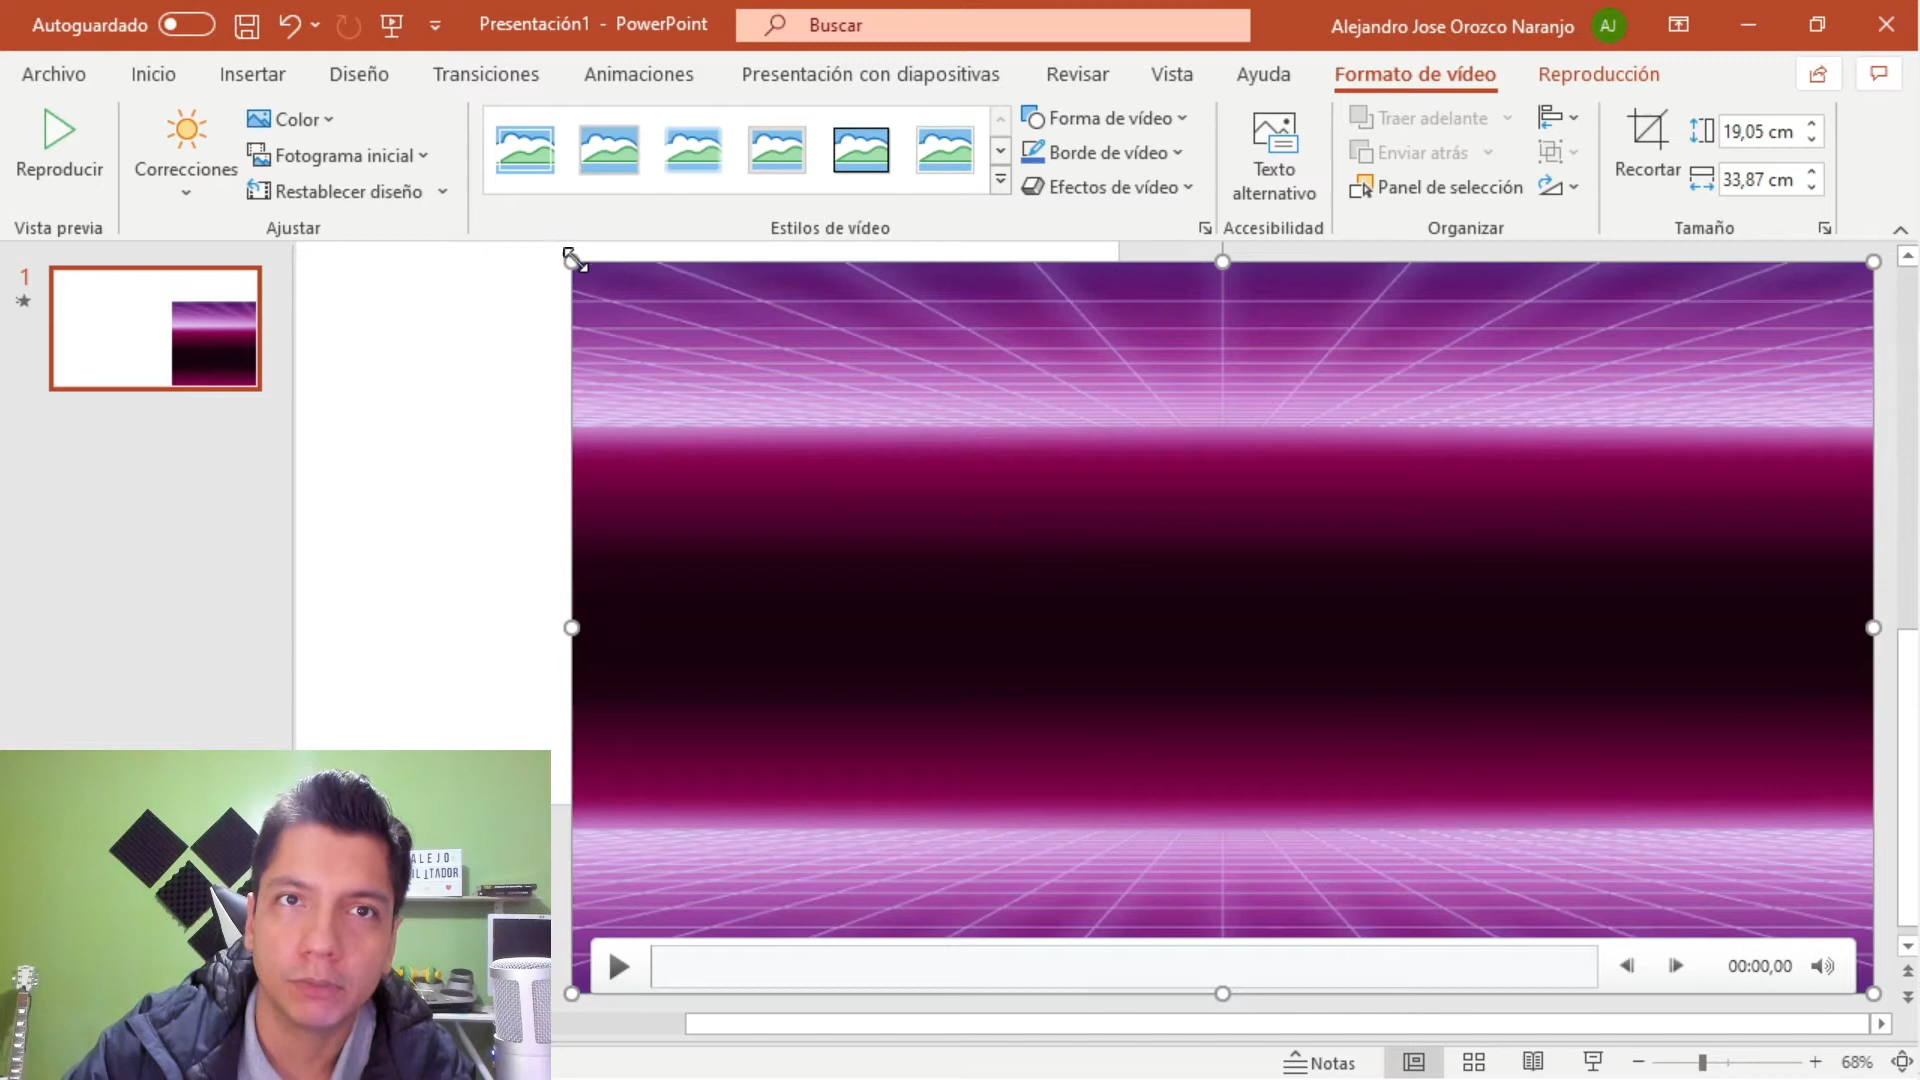 Autoguardado
Presentación1 - PowerPoint
Buscar
Alejandro Jose Orozco Naranjo
AJ
Archivo
Inicio
Insertar
Diseño
Transiciones
Animaciones
Presentación con diapositivas
Revisar
Vista
Ayuda
Formato de vídeo
Reproducción
Reproducir
Vista previa
Correcciones
Color
Fotograma inicial
Restablecer diseño
Ajustar
Estilos de vídeo
Forma de vídeo
Borde de vídeo
Efectos de vídeo
Texto
alternativo
Accesibilidad
Traer adelante
Enviar atrás
Panel de selección
Organizar
Recortar
19,05 cm
33,87 cm
Tamaño
1
ALEJO
00:00,00
Notas
68%